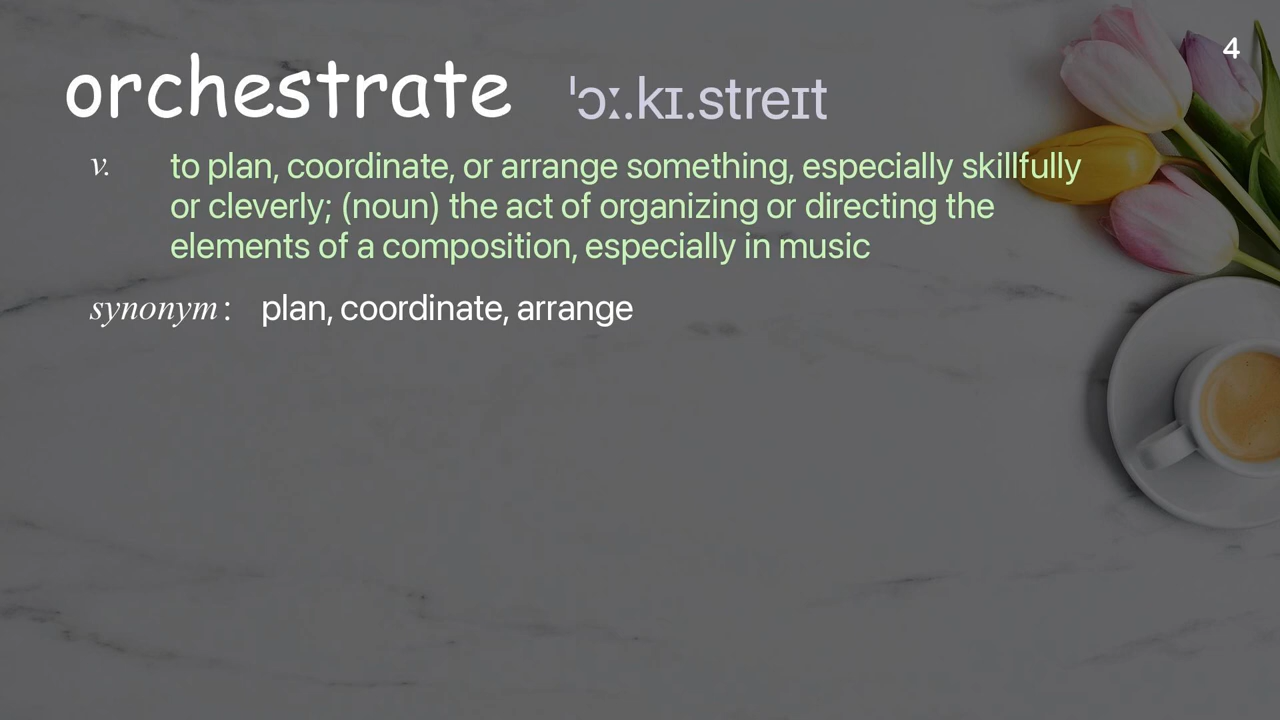 4
orchestrate ˈɔː.kɪ.streɪt
v. to plan, coordinate, or arrange something, especially skillfully
or cleverly; (noun) the act of organizing or directing the
elements of a composition, especially in music
synonym: plan, coordinate, arrange